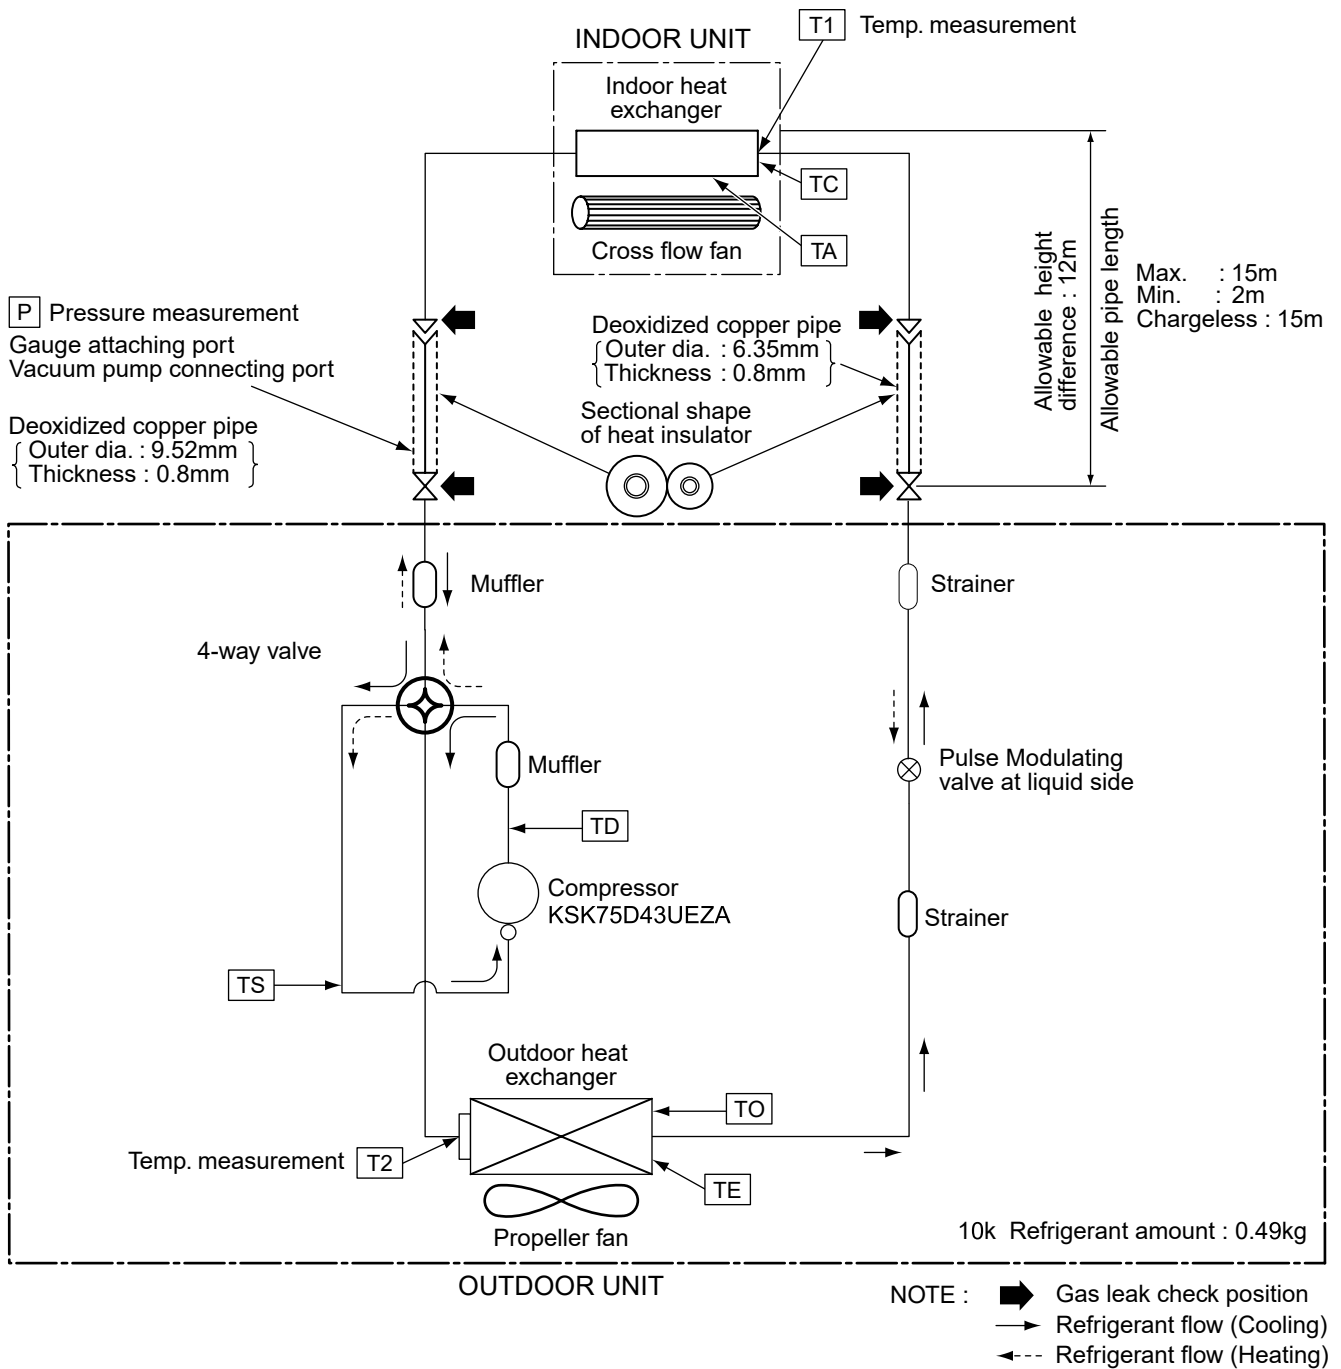 T1 Temp. measurement
INDOOR UNIT
Indoor heat
exchanger
TC
Cross flow fan
TA
Allowable height
difference : 12m
Allowable pipe length
Max. : 15m
Min. : 2m
Chargeless : 15m
P Pressure measurement
Gauge attaching port
Vacuum pump connecting port
Deoxidized copper pipe
Outer dia. : 9.52mm
Thickness : 0.8mm
Deoxidized copper pipe
Outer dia. : 6.35mm
Thickness : 0.8mm
Sectional shape
of heat insulator
Muffler
Strainer
4-way valve
Muffler
Pulse Modulating
valve at liquid side
TD
Compressor
KSK75D43UEZA
Strainer
TS
Outdoor heat
exchanger
TO
Temp. measurement T2
TE
Propeller fan
10k Refrigerant amount : 0.49kg
OUTDOOR UNIT
NOTE : Gas leak check position
Refrigerant flow (Cooling)
Refrigerant flow (Heating)